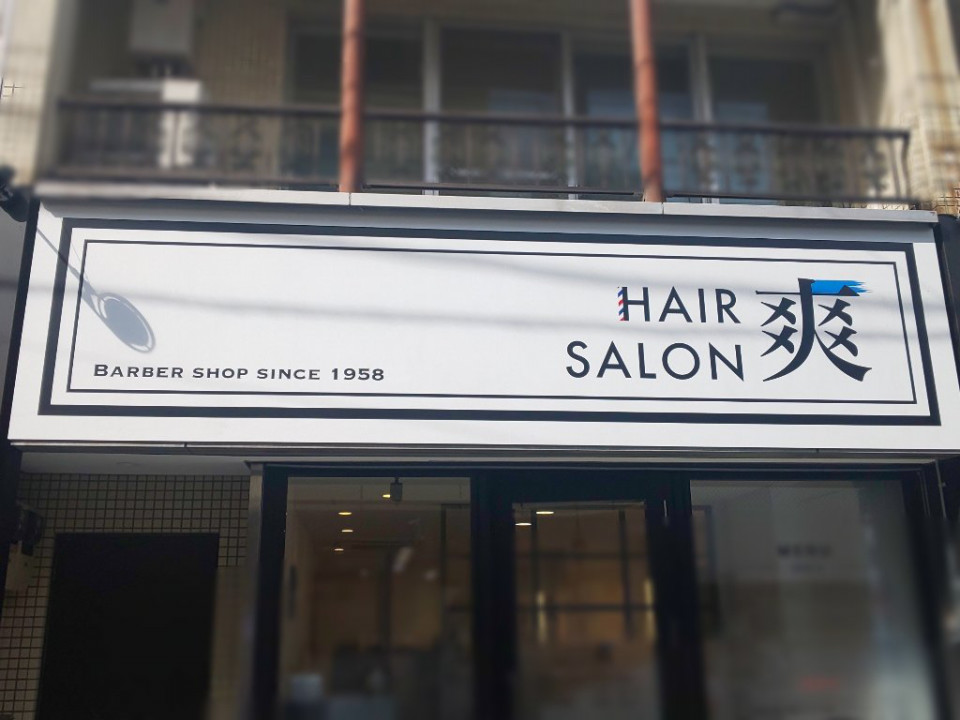 HAIR
SALON 爽
BARBER SHOP SINCE 1958